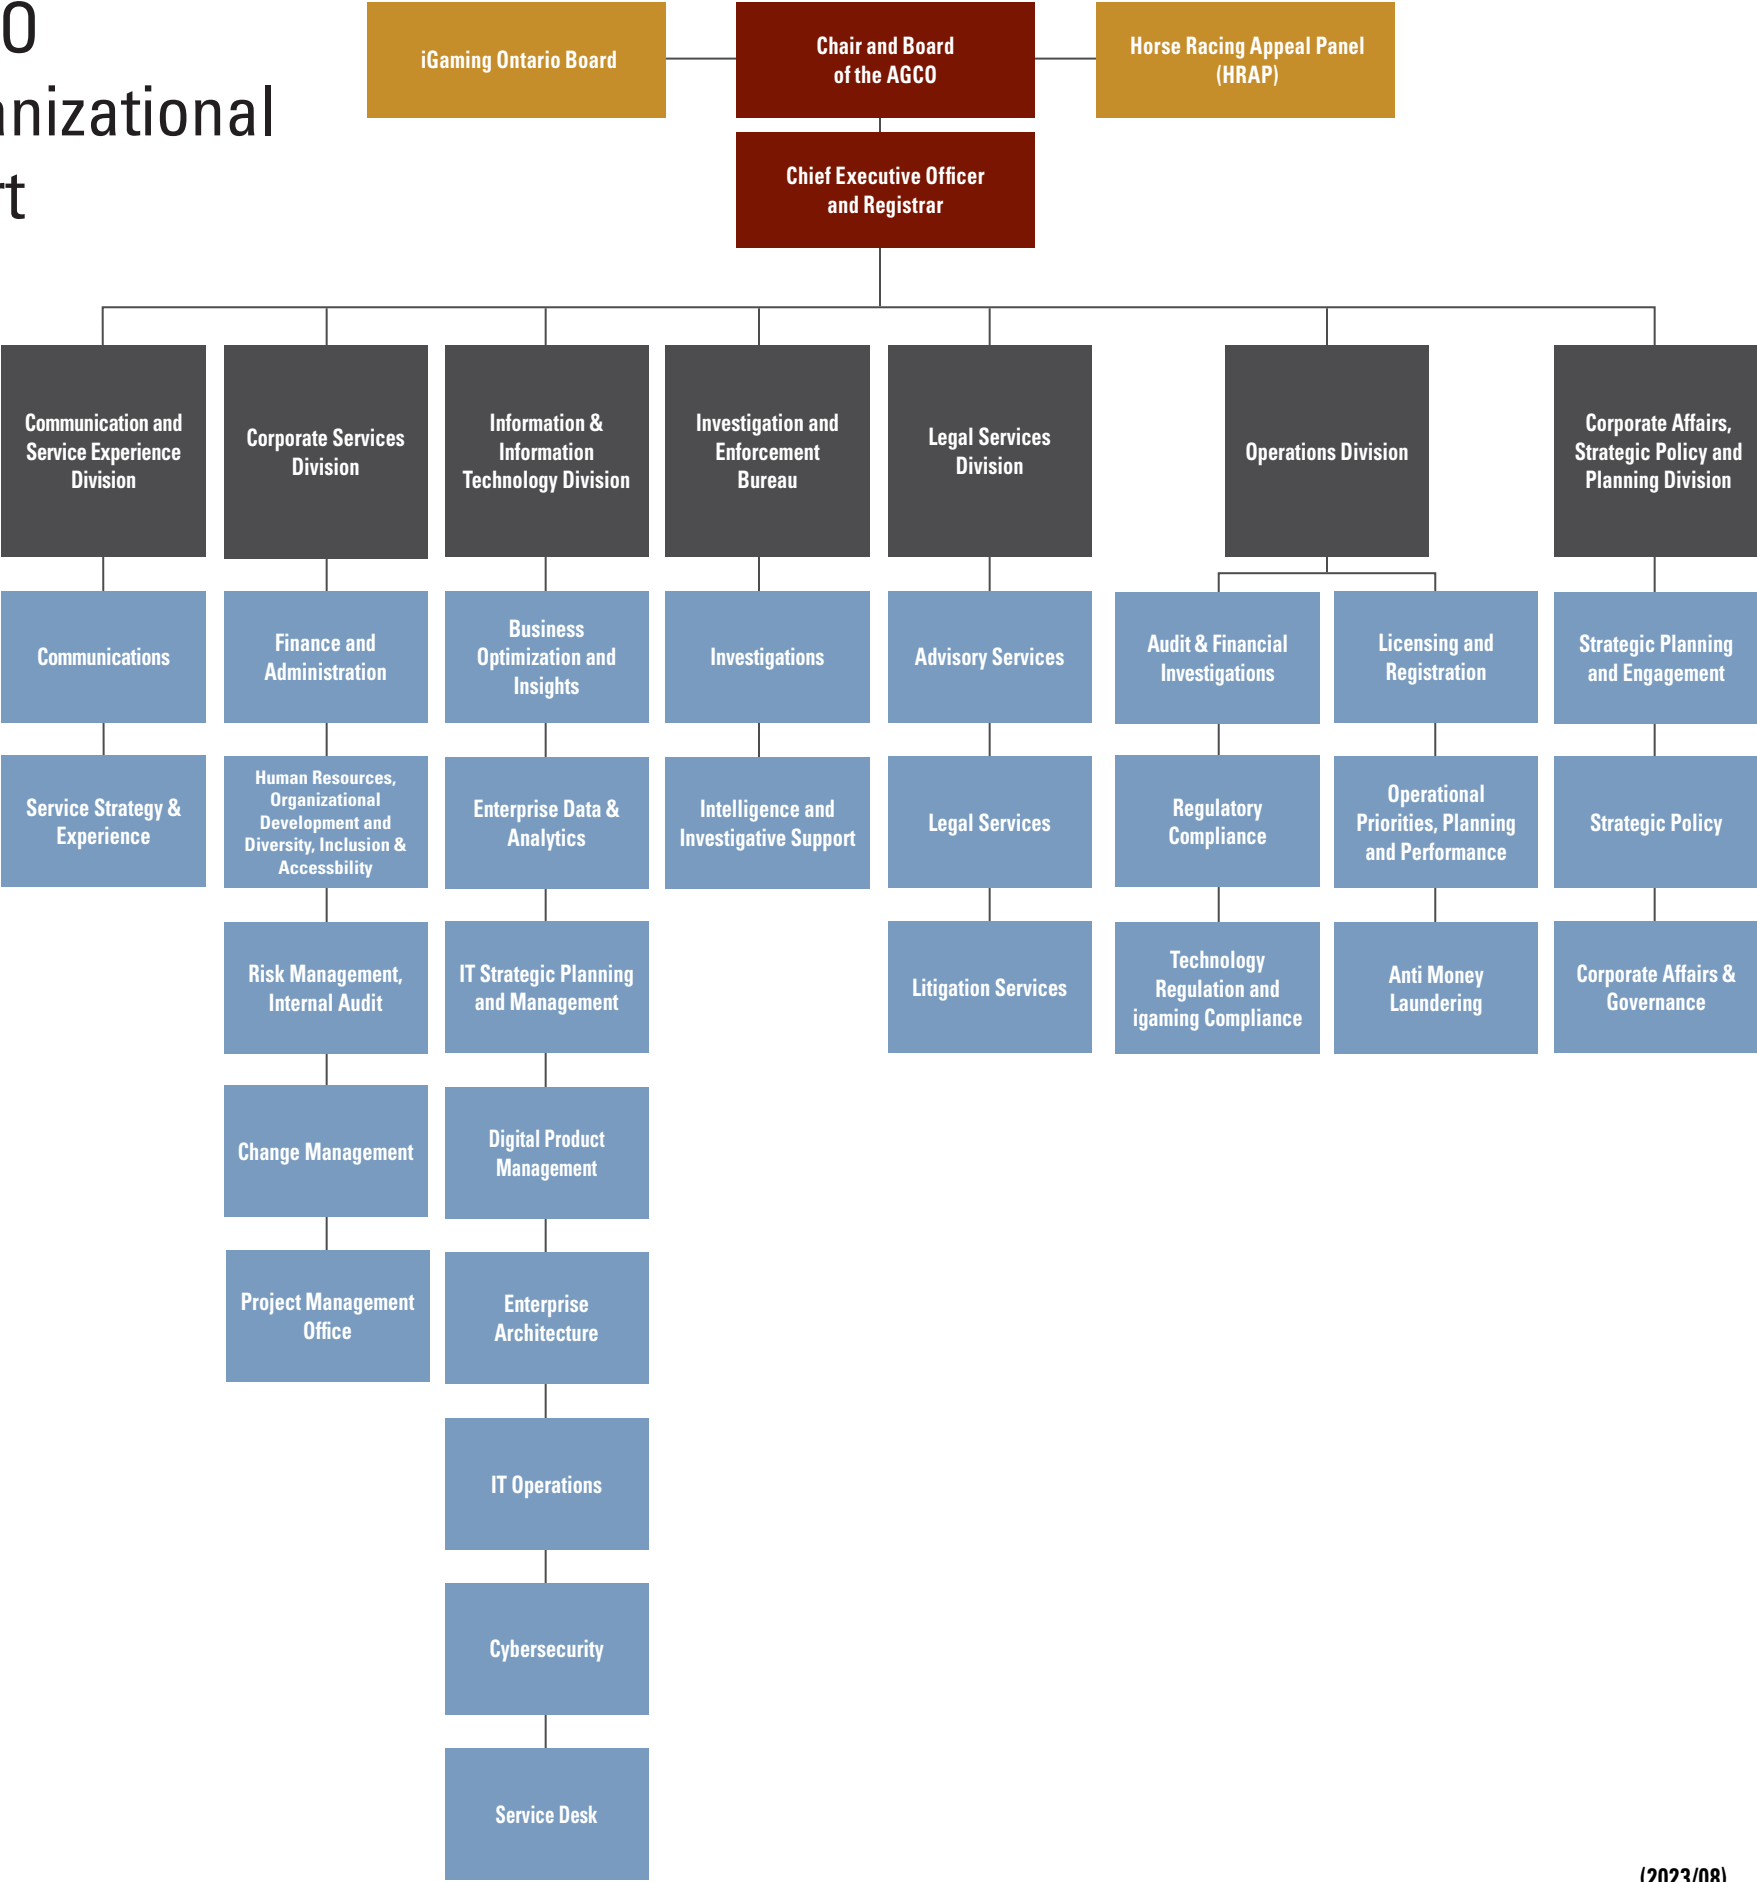 O
anizational
rt
iGaming Ontario Board
Chair and Board
of the AGCO
Horse Racing Appeal Panel
(HRAP)
Chief Executive Officer
and Registrar
Communication and
Service Experience
Division
Corporate Services
Division
Information &
Information
Technology Division
Investigation and
Enforcement
Bureau
Legal Services
Division
Operations Division
Corporate Affairs,
Strategic Policy and
Planning Division
Communications
Service Strategy &
Experience
Finance and
Administration
Human Resources,
Organizational
Development and
Diversity, Inclusion &
Accessbility
Risk Management,
Internal Audit
Change Management
Project Management
Office
Business
Optimization and
Insights
Enterprise Data &
Analytics
IT Strategic Planning
and Management
Digital Product
Management
Enterprise
Architecture
IT Operations
Cybersecurity
Service Desk
Investigations
Intelligence and
Investigative Support
Advisory Services
Legal Services
Litigation Services
Audit & Financial
Investigations
Regulatory
Compliance
Technology
Regulation and
igaming Compliance
Licensing and
Registration
Operational
Priorities, Planning
and Performance
Anti Money
Laundering
Strategic Planning
and Engagement
Strategic Policy
Corporate Affairs &
Governance
(2023/08)